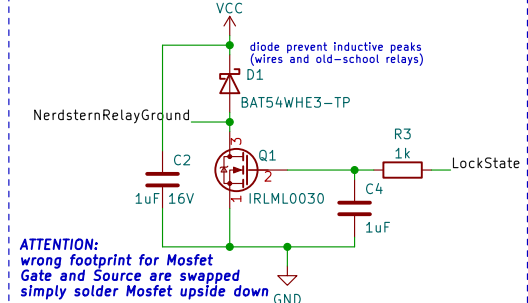 VCC
diode prevent inductive peaks
(wires and old-school relays)
D1
BAT54WHE3-TP
NerdsternRelayGround
3
R3
1k
C2
Q1
2
LockState
C4
1uF 16V
1
IRLML0030
1uF
ATTENTION:
wrong footprint for Mosfet
Gate and Source are swapped
simply solder Mosfet upside down
GND